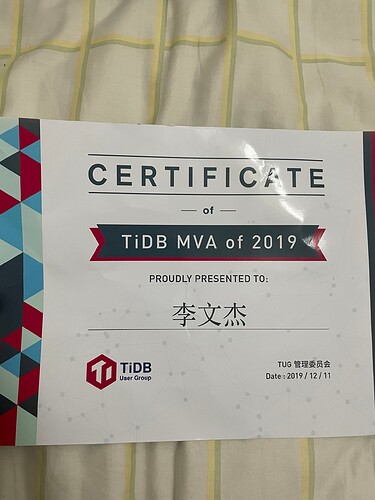 CERTIFICATE
of
TiDB MVA of 2019
PROUDLY PRESENTED TO:
李文杰
TiDB
User Group
TUG 管理委员会
Date : 2019 / 12 / 11